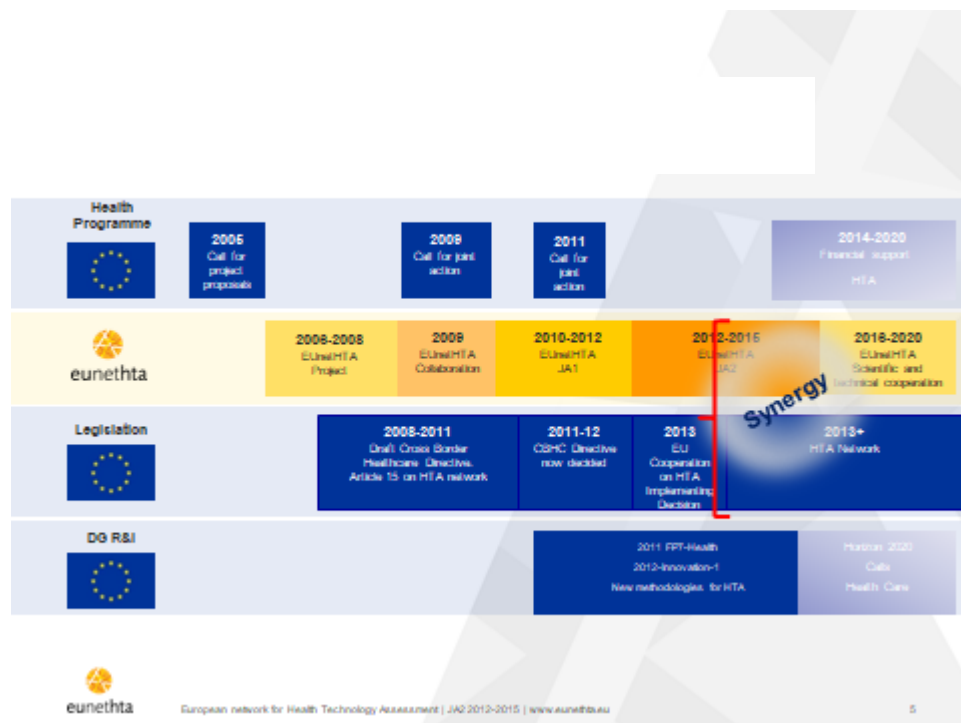 Health
Programme
2005
Call for
project
proposals
2009
Call for joint
action
2011
Call for
joint
action
2014-2020
Financial support
HTA
eunethta
2006-2008
EUnetHTA
Project
2009
EUnetHTA
Collaboration
2010-2012
EUnetHTA
JA1
2012-2015
EUnetHTA
JA2
2016-2020
EUnetHTA
Scientific and
technical cooperation
Synergy
Legislation
2008-2011
Draft Cross Border
Healthcare Directive.
Article 15 on HTA network
2011-12
CBHC Directive
now decided
2013
EU
Cooperation
on HTA
Implementing
Decision
2013+
HTA Network
DG R&I
2011 FP7-Health
2012-Innovation-1
New methodologies for HTA
Horizon 2020
Calls
Health Care
eunethta
European network for Health Technology Assessment | JA2 2012-2015 | www.eunethta.eu
5